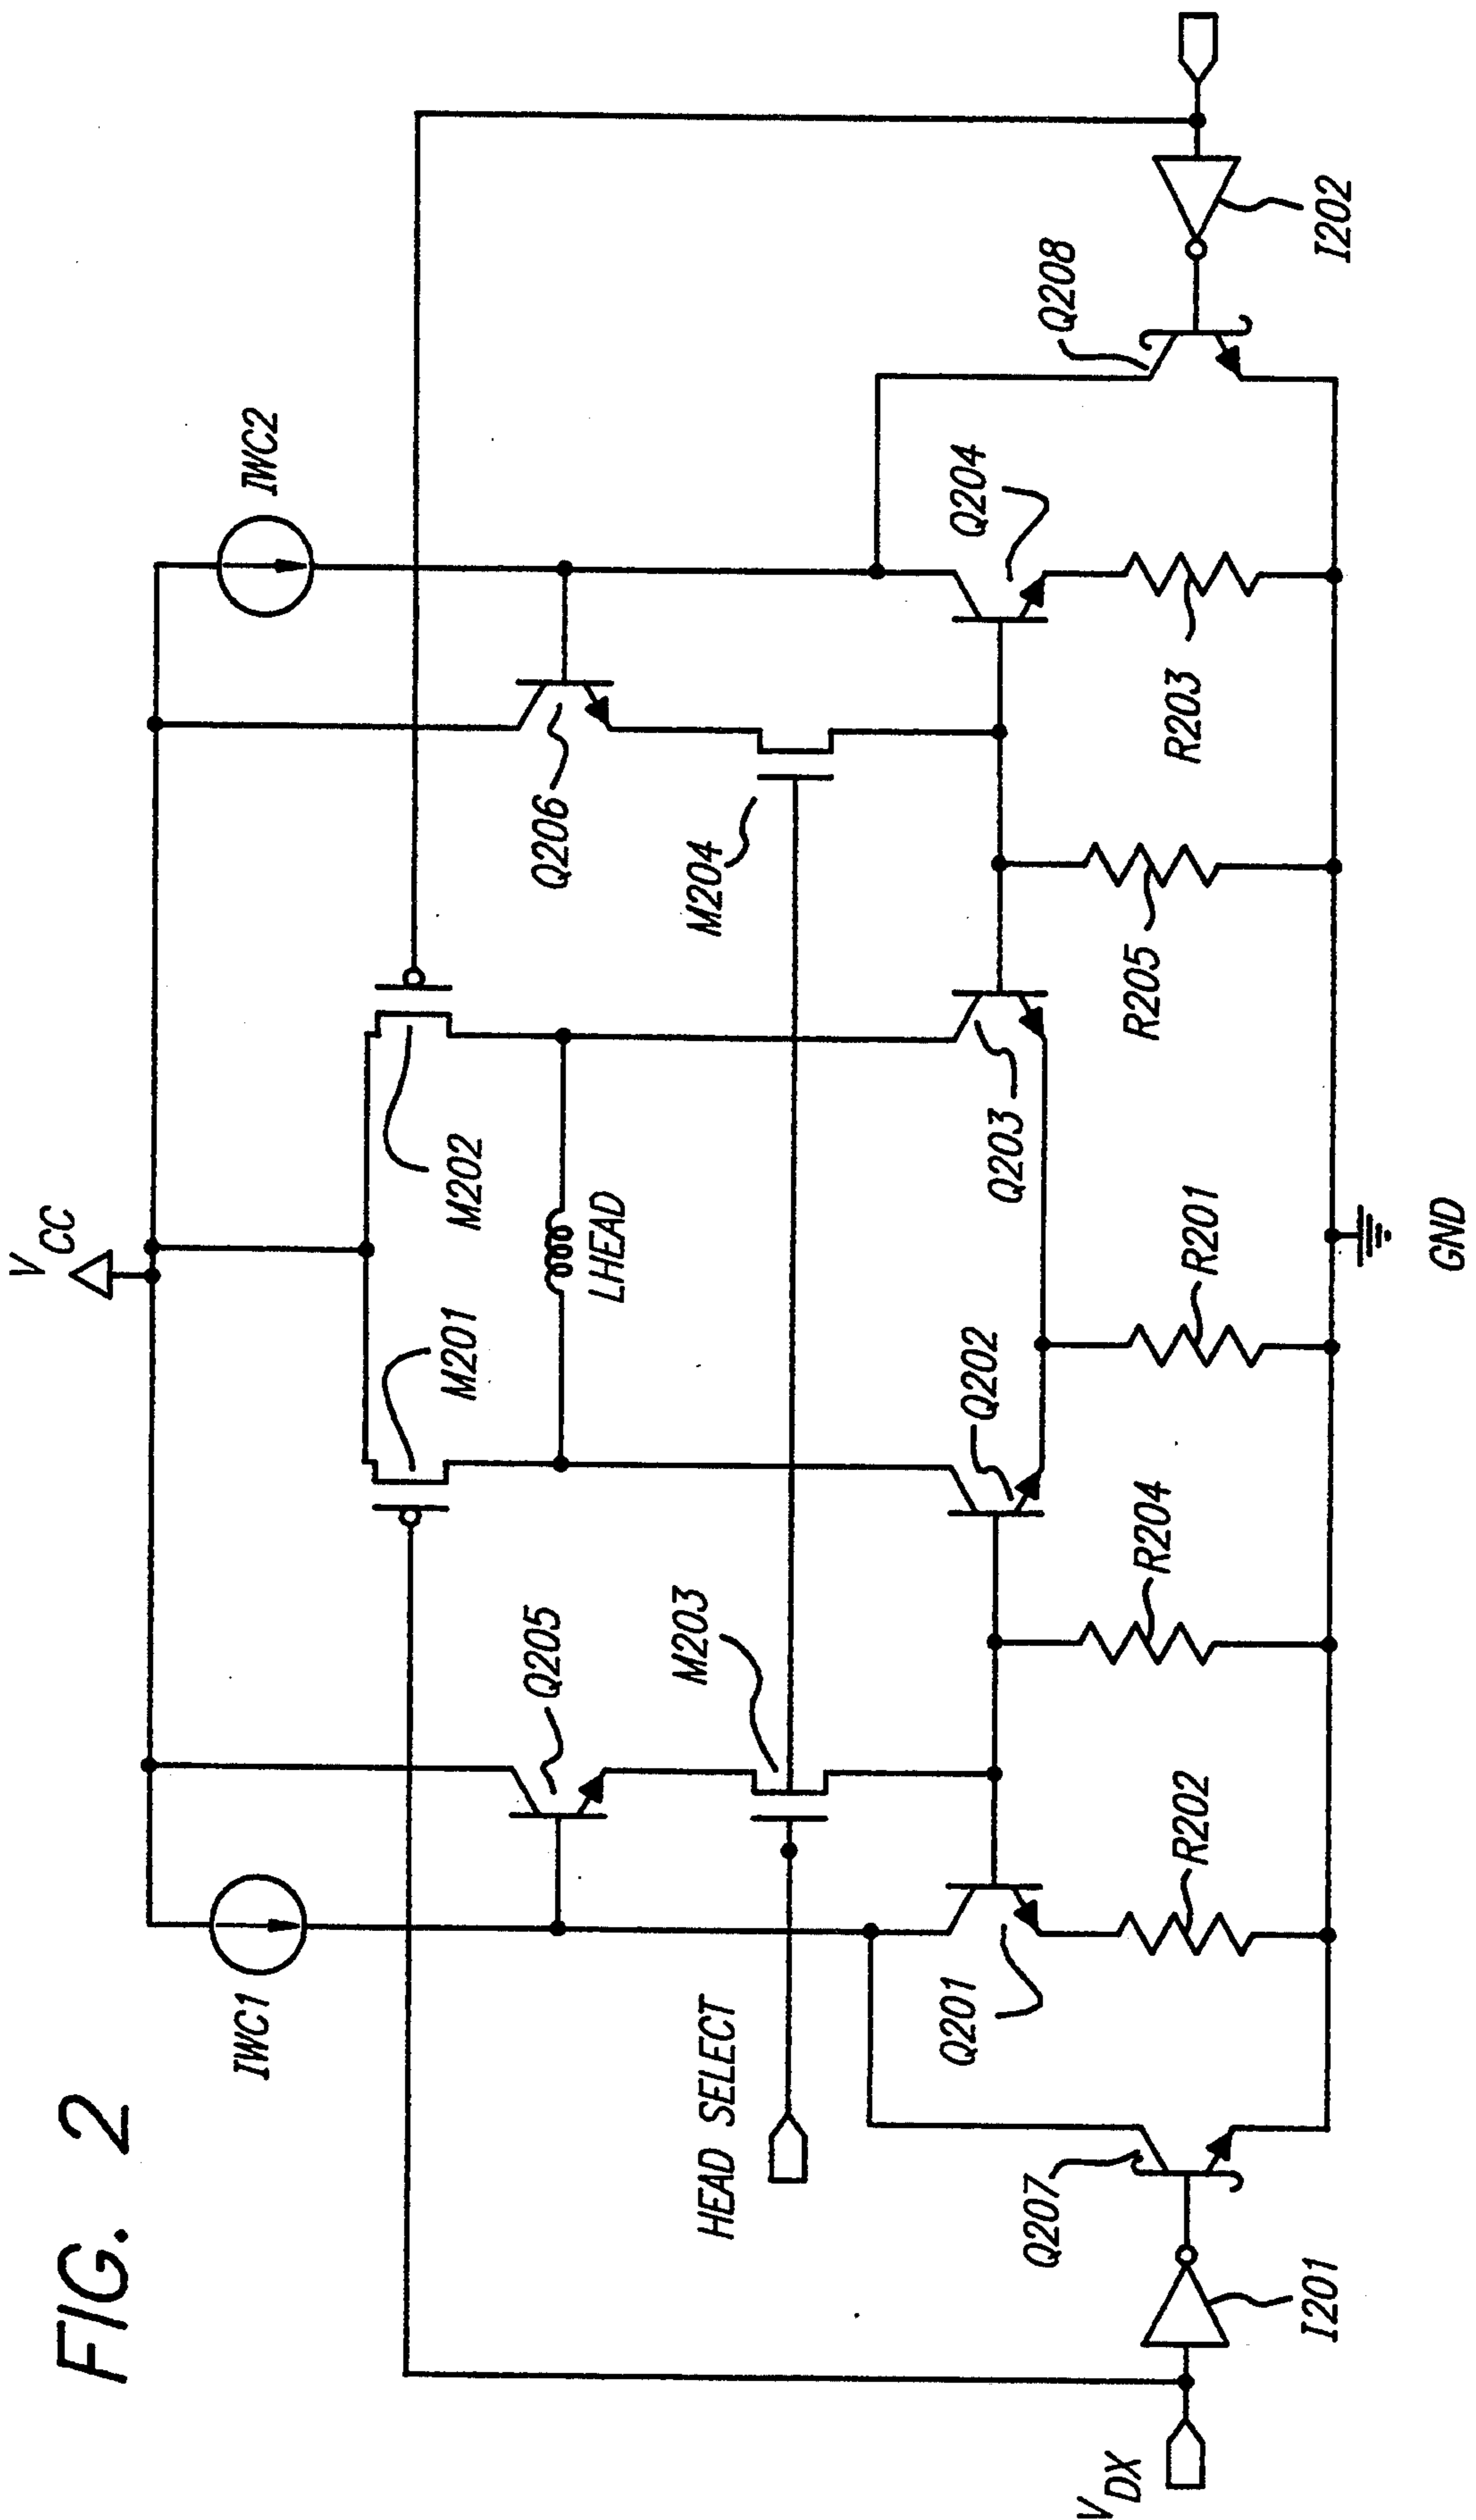 FIG. 2
V CC
IWC1
IWC2
M201
M202
Q205
LHEAD
Q206
HEAD SELECT
M203
M204
Q201
Q202
Q203
Q204
Q207
Q208
VDX
R202
R204
R201
R205
R203
I201
GND
I202